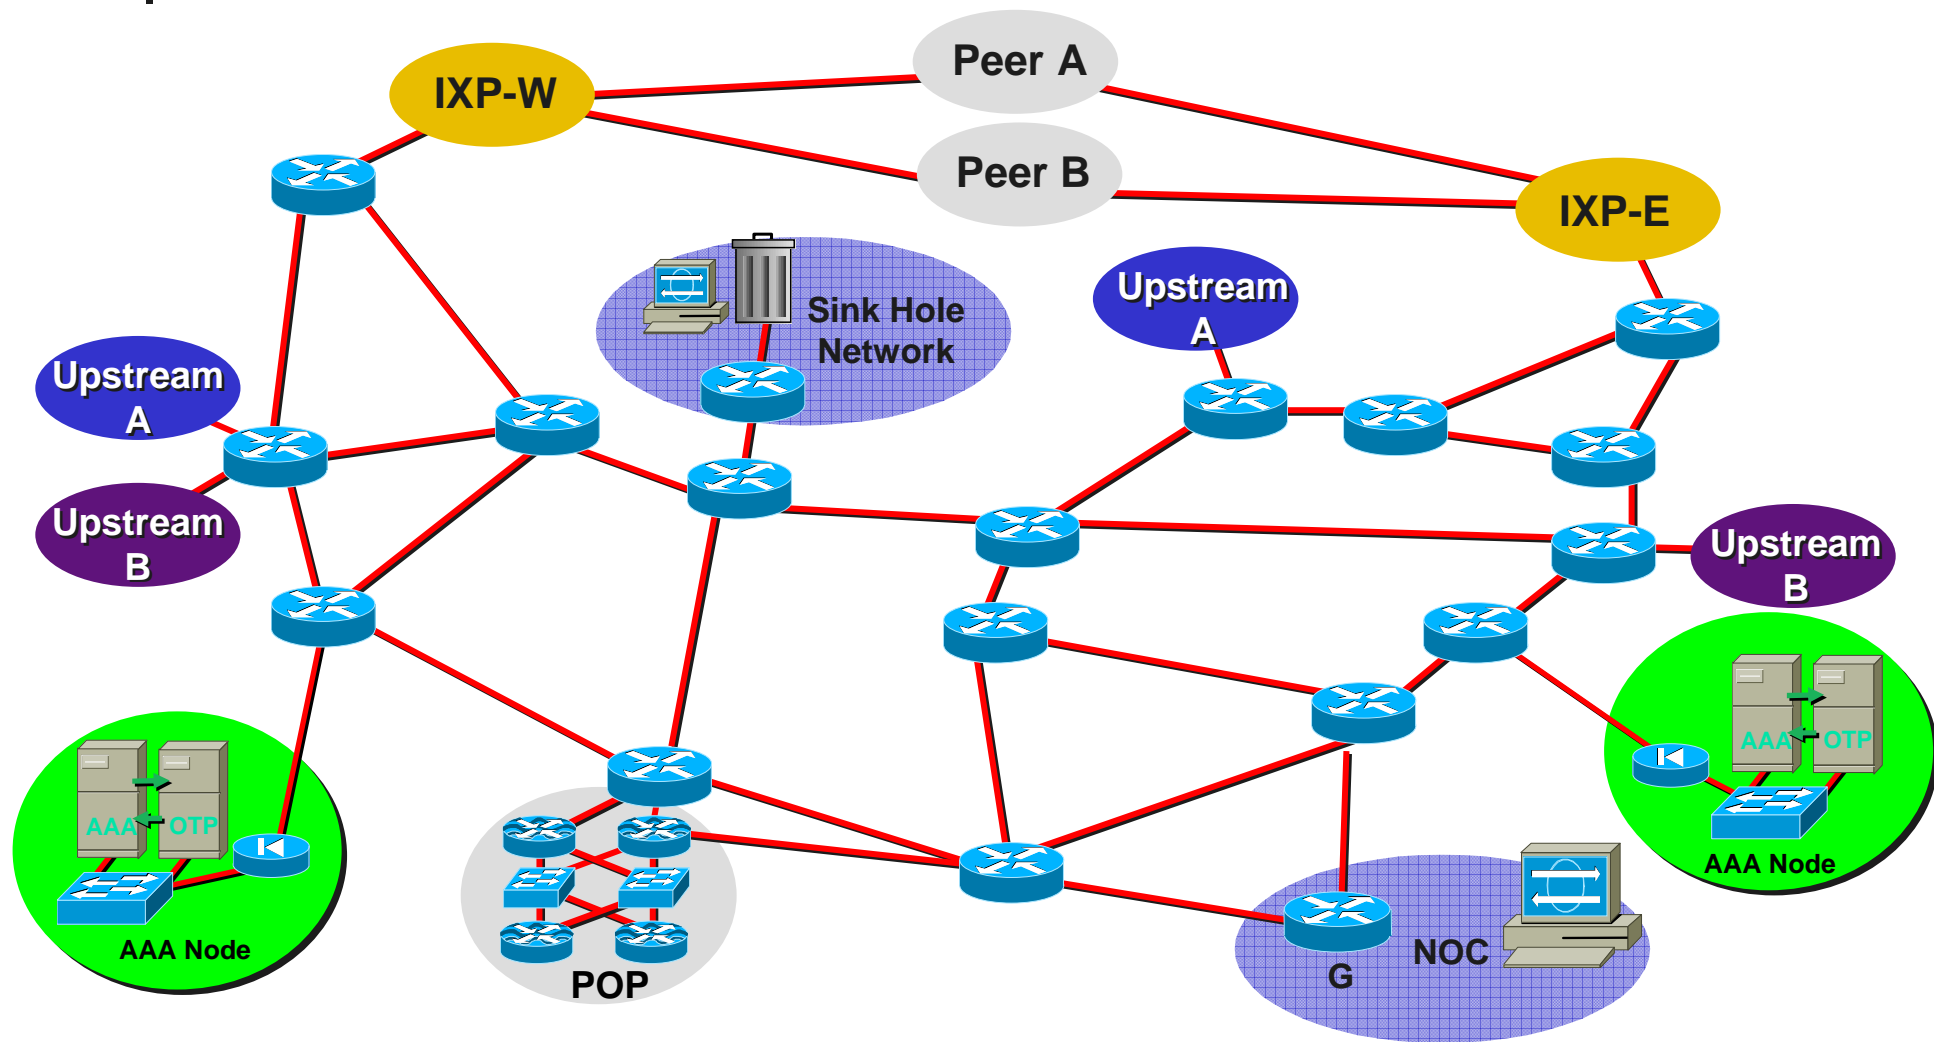 Peer A
IXP-W
Peer B
IXP-E
Sink Hole
Network
Upstream
A
Upstream
A
Upstream
B
Upstream
B
AAA
OTP
AAA Node
AAA
OTP
AAA Node
POP
NOC
G